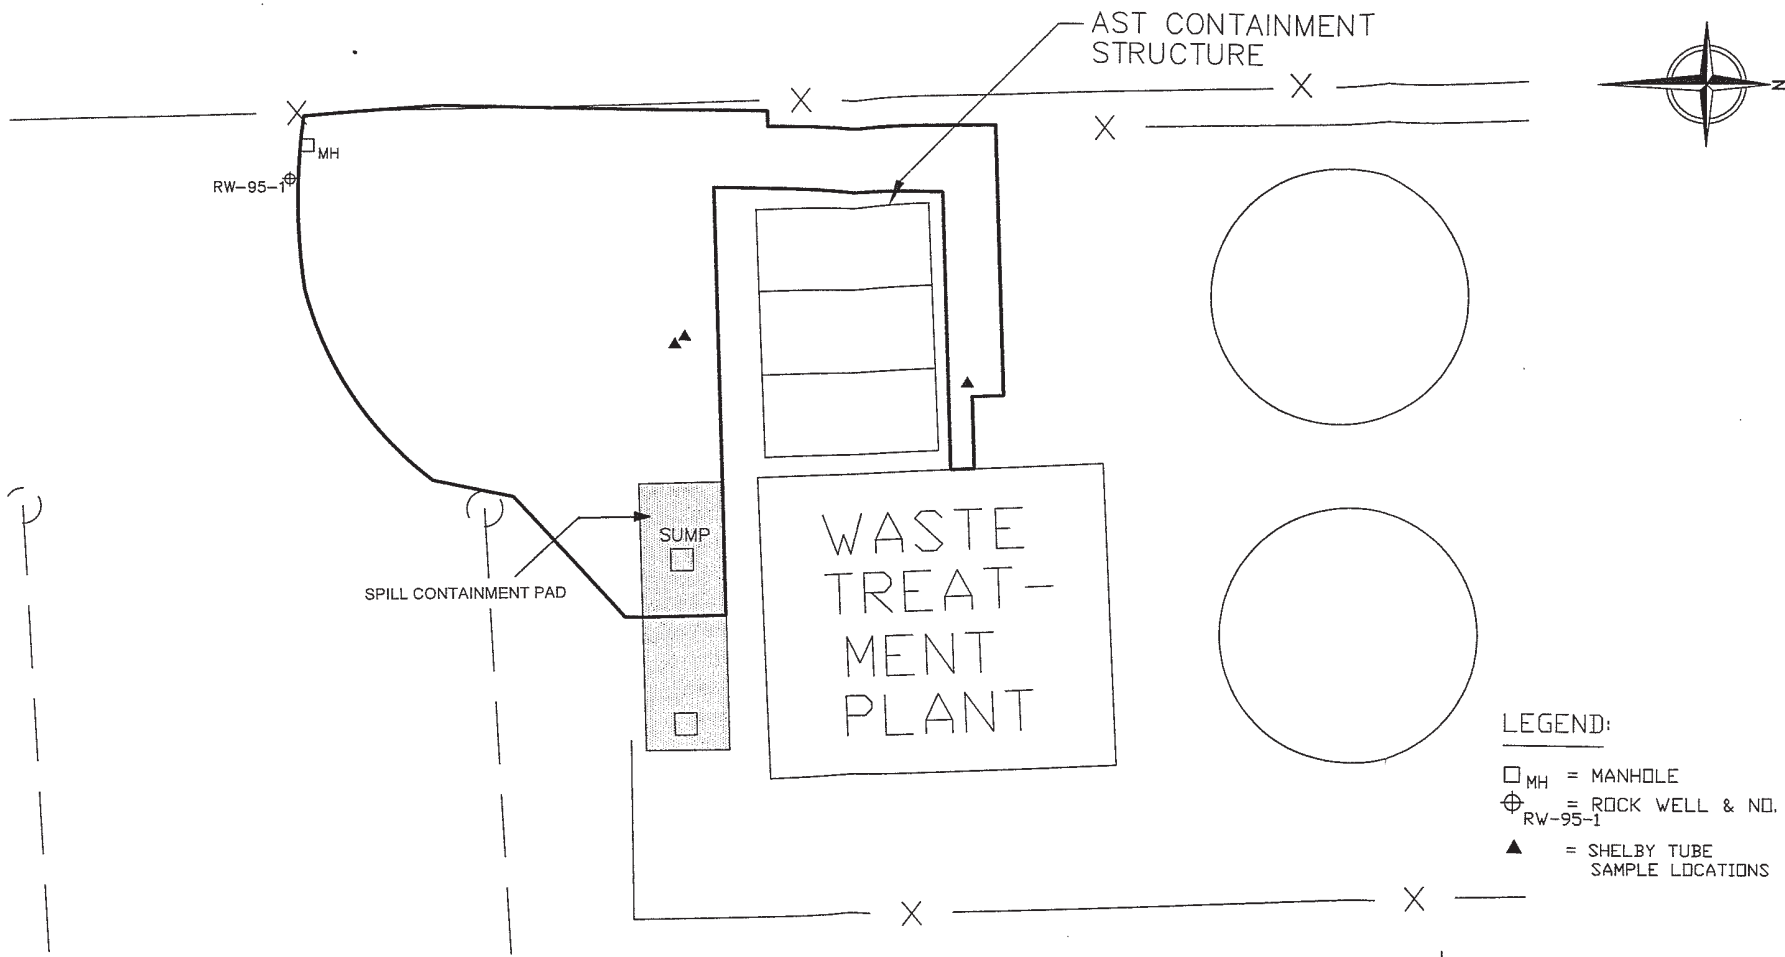 AST CONTAINMENT
STRUCTURE
N
MH
RW-95-1
SUMP
SPILL CONTAINMENT PAD
WASTE
TREAT-
MENT
PLANT
LEGEND:
MH = MANHOLE
= ROCK WELL & NO.
RW-95-1
= SHELBY TUBE
SAMPLE LOCATIONS